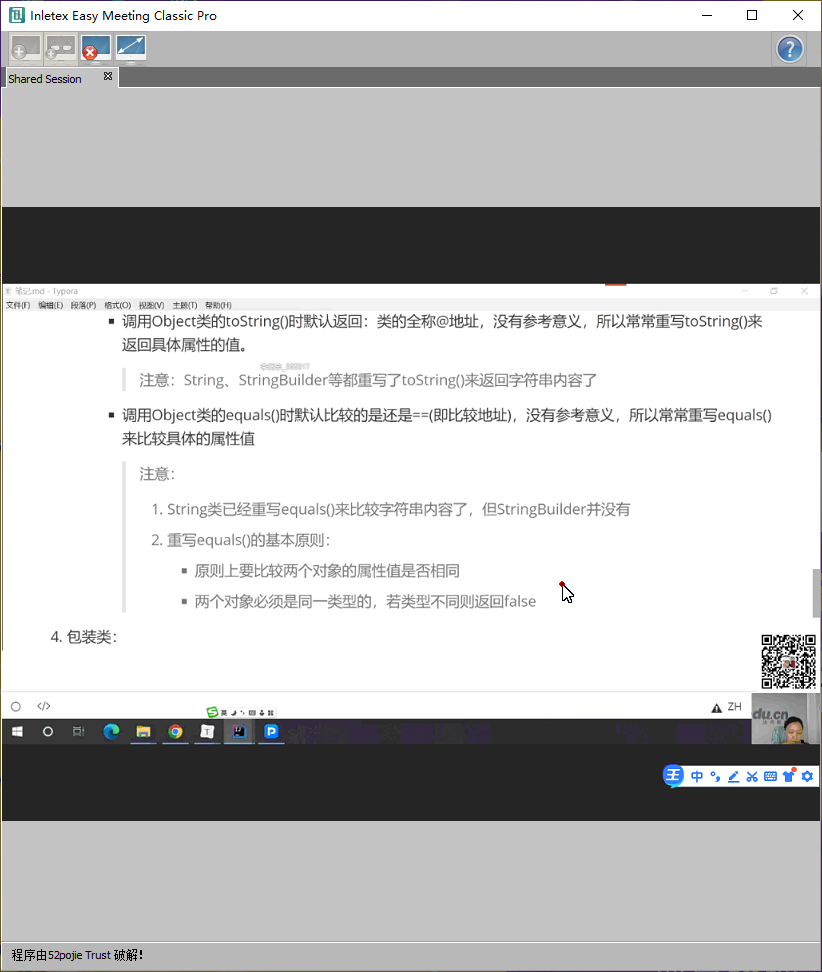 Inletex Easy Meeting Classic Pro
Shared Session
笔记.md - Typora
文件(F) 编辑(E) 段落(P) 格式(O) 视图(V) 主题(T) 帮助(H)
调用Object类的toString()时默认返回：类的全称@地址，没有参考意义，所以常常重写toString()来
返回具体属性的值。
注意：String、StringBuilder等都重写了toString()来返回字符串内容了
调用Object类的equals()时默认比较的是还是==(即比较地址)，没有参考意义，所以常常重写equals()
来比较具体的属性值
注意：
1. String类已经重写equals()来比较字符串内容了，但StringBuilder并没有
2. 重写equals()的基本原则：
原则上要比较两个对象的属性值是否相同
两个对象必须是同一类型的，若类型不同则返回false
4. 包装类：
</> ZH
du.cn
王 中
程序由52pojie Trust 破解!